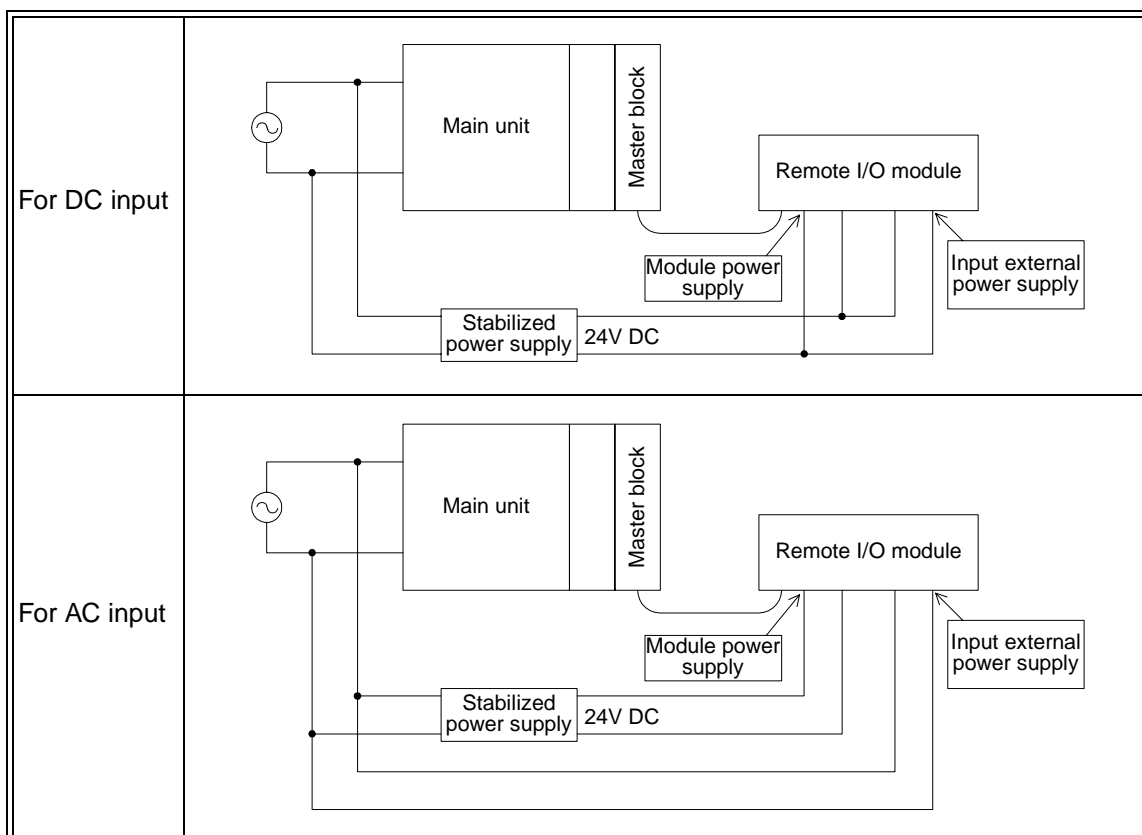 For DC input
Main unit
Master block
Remote I/O module
Module power
supply
Input external
power supply
Stabilized
power supply
24V DC
For AC input
Main unit
Master block
Remote I/O module
Module power
supply
Input external
power supply
Stabilized
power supply
24V DC